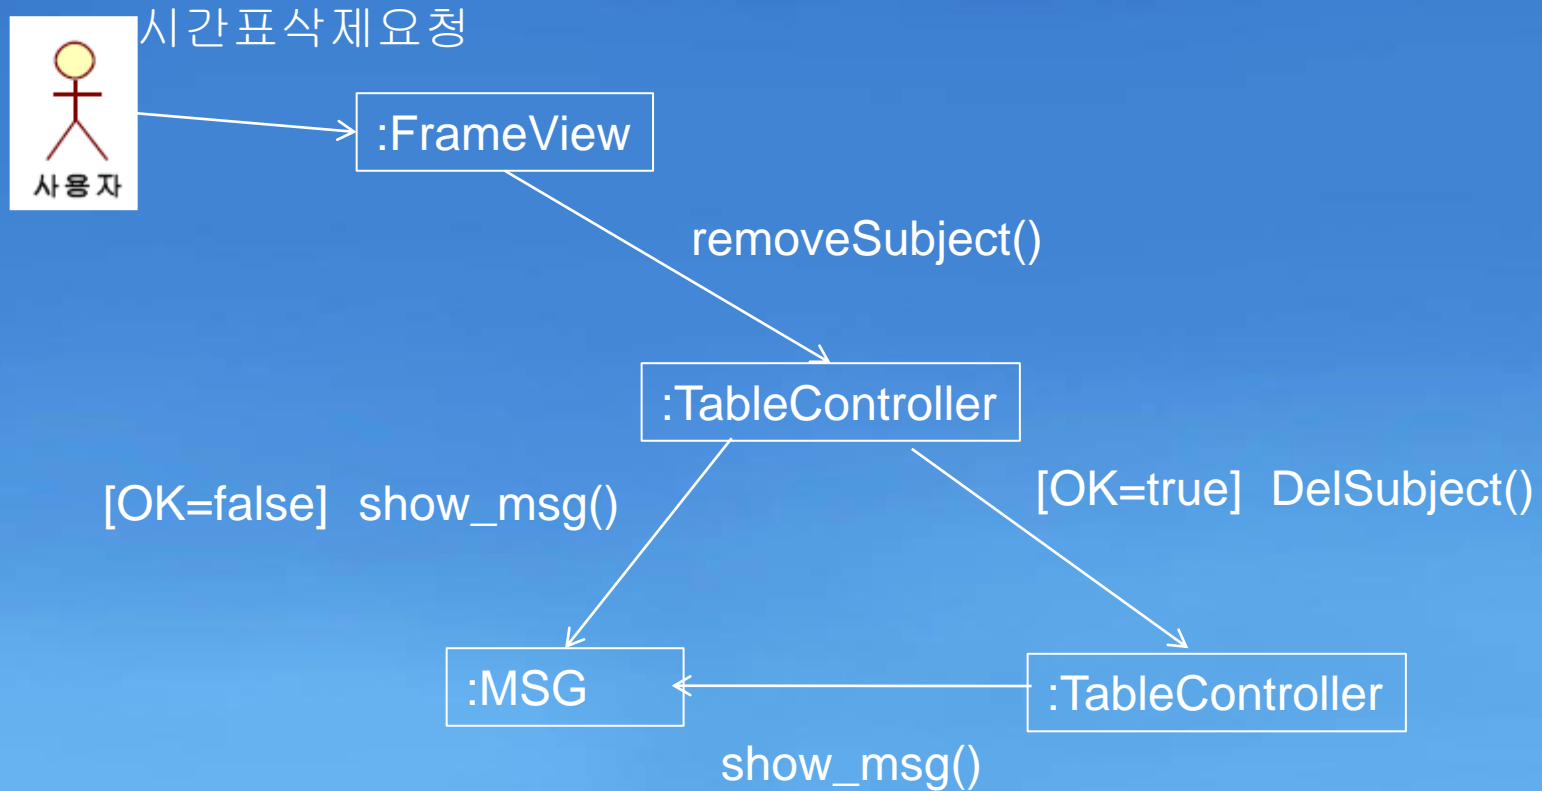 시간표삭제요청
:FrameView
사용자
removeSubject()
:TableController
[OK=false] show_msg()
[OK=true] DelSubject()
:MSG
:TableController
show_msg()